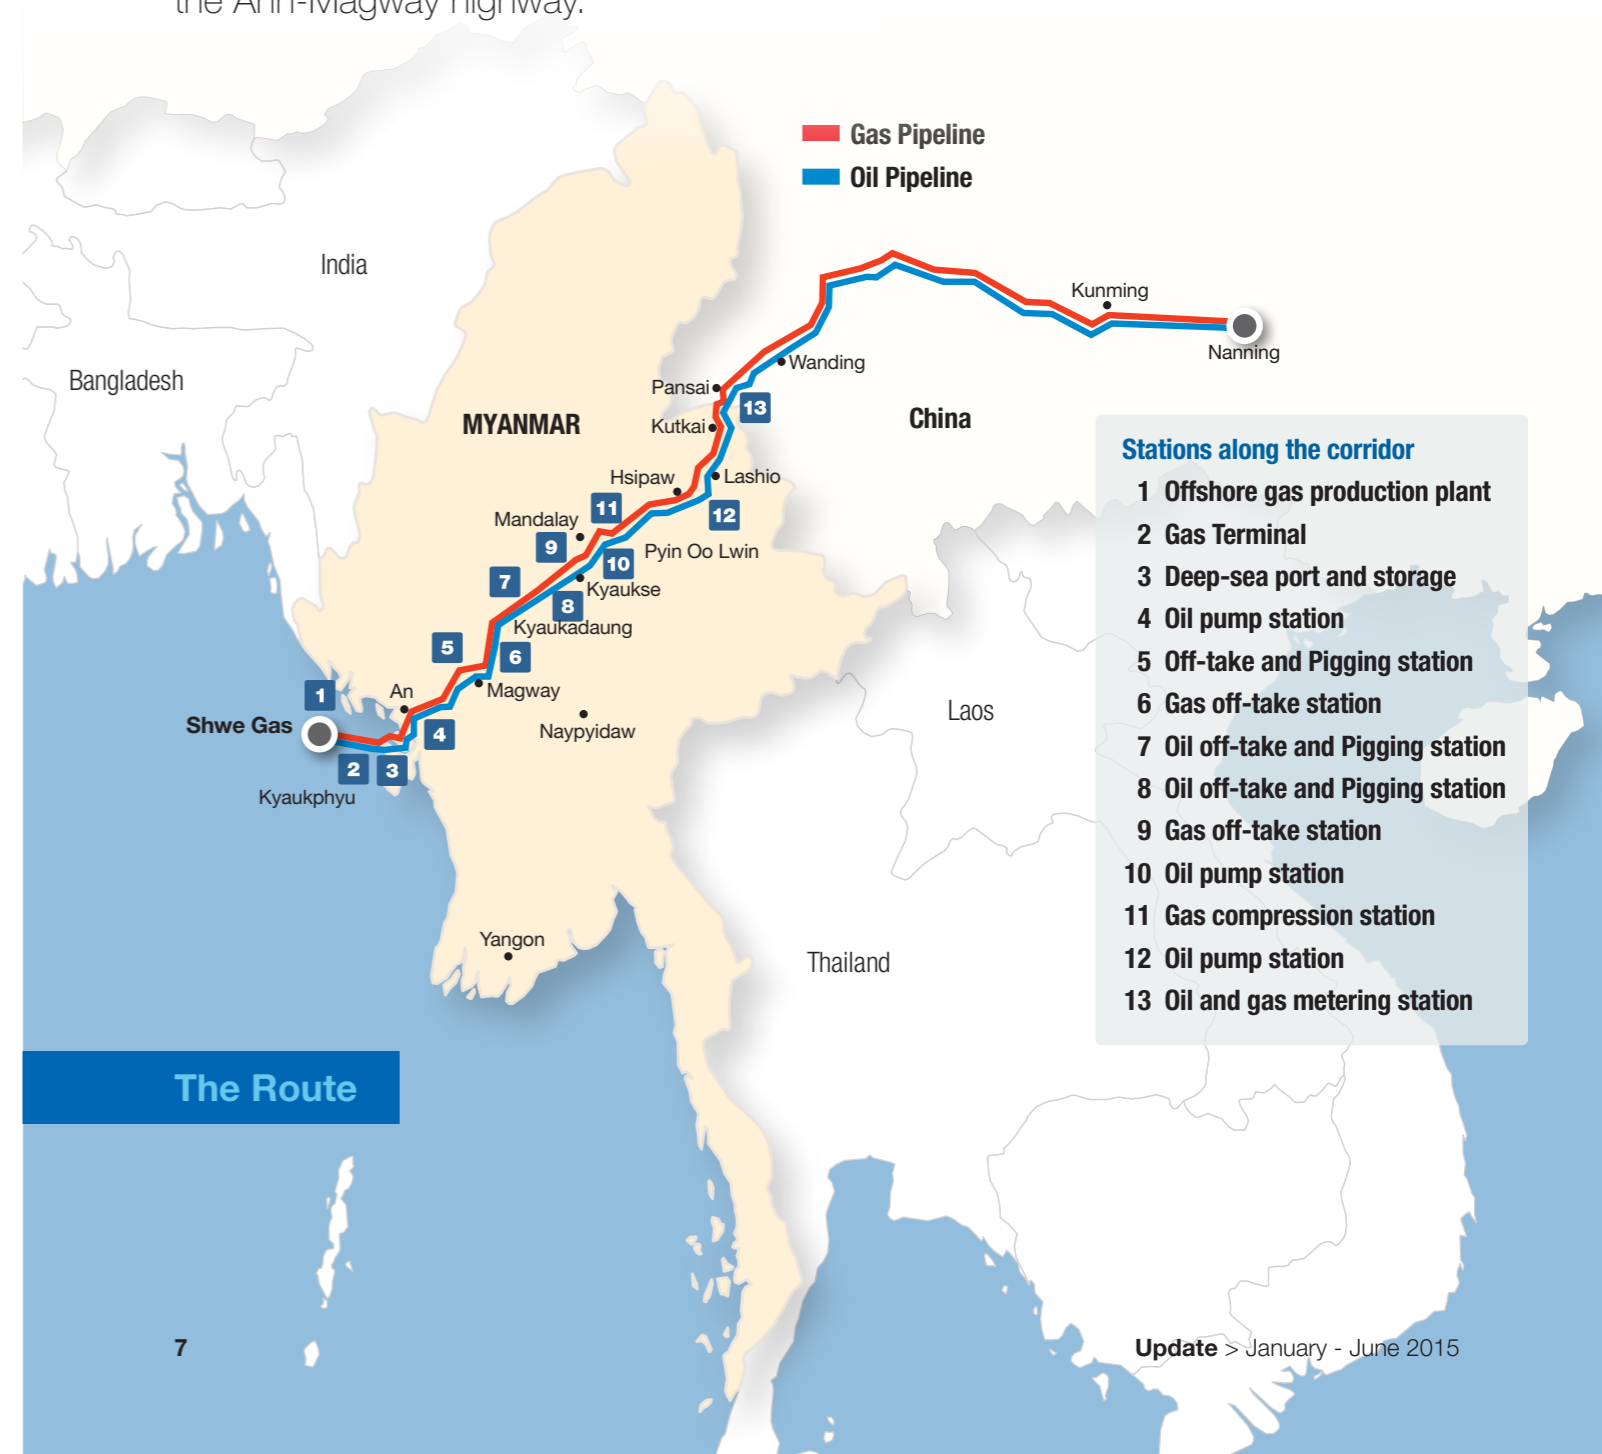 the Ann-Magway highway.
Gas Pipeline
Oil Pipeline
India
Bangladesh
MYANMAR
China
Laos
Thailand
Kunming
Nanning
Wanding
Pansai
Kutkai
13
Hsipaw
Lashio
11
12
Mandalay
9
10
Pyin Oo Lwin
7
Kyaukse
8
Kyaukadaung
5
6
Magway
1
An
Shwe Gas
4
Naypyidaw
2
3
Kyaukphyu
Yangon
Stations along the corridor
1 Offshore gas production plant
2 Gas Terminal
3 Deep-sea port and storage
4 Oil pump station
5 Off-take and Pigging station
6 Gas off-take station
7 Oil off-take and Pigging station
8 Oil off-take and Pigging station
9 Gas off-take station
10 Oil pump station
11 Gas compression station
12 Oil pump station
13 Oil and gas metering station
The Route
7
Update > January - June 2015